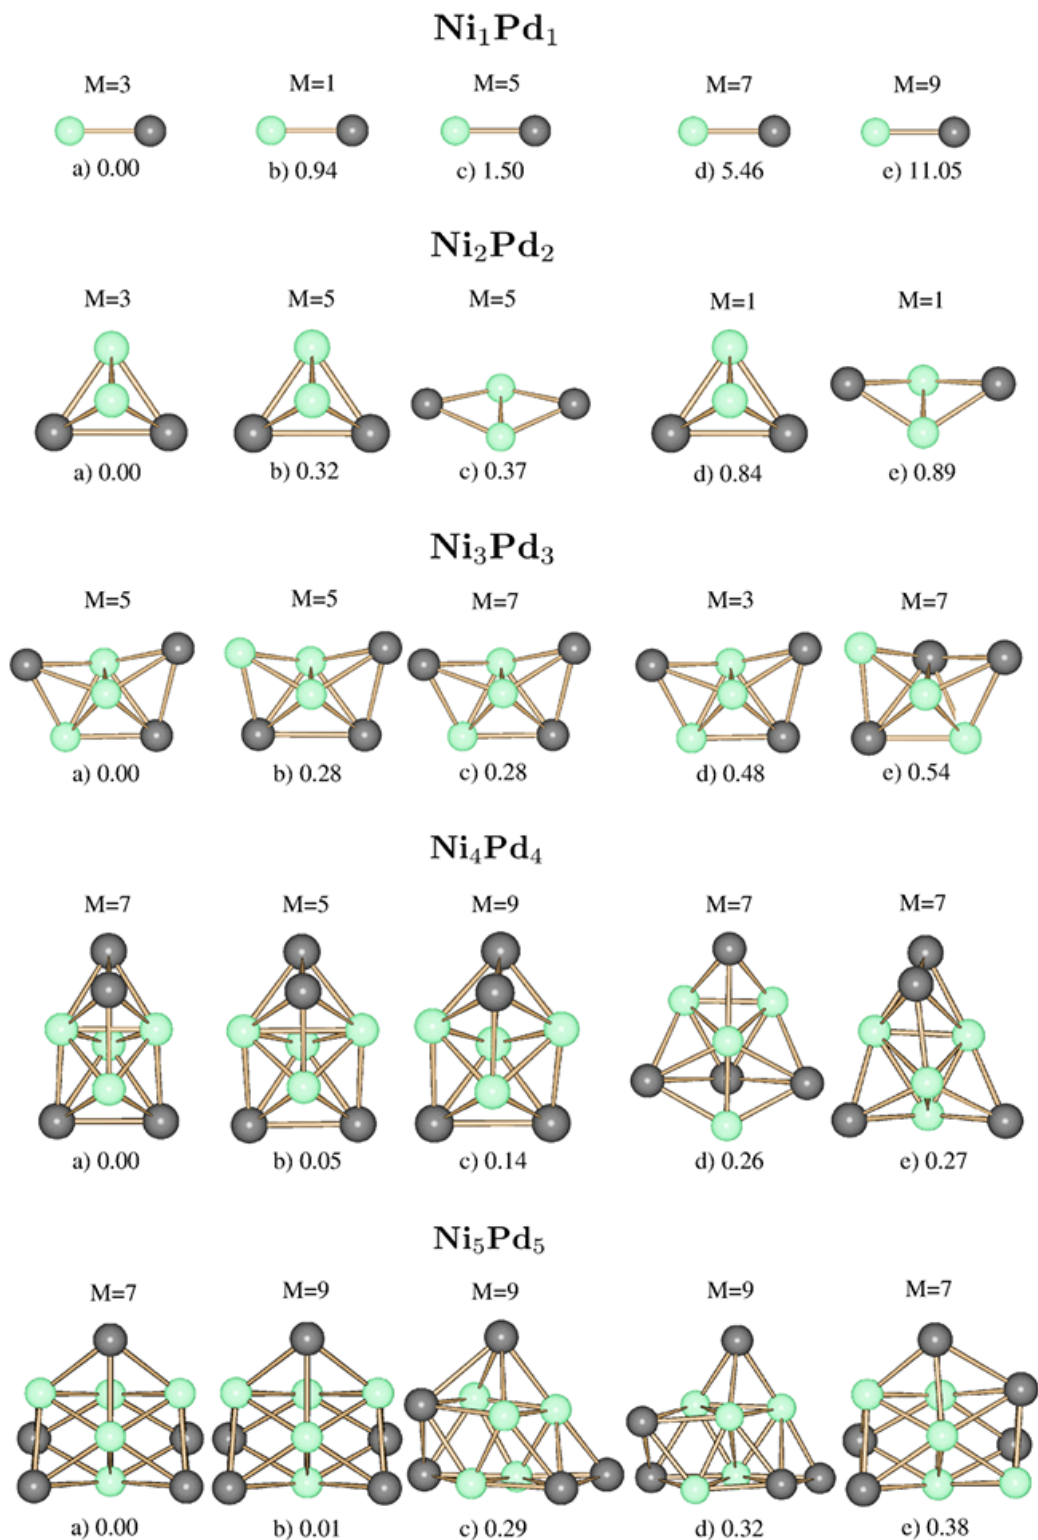 Ni₁Pd₁
M=3 M=1 M=5 M=7 M=9
a) 0.00 b) 0.94 c) 1.50 d) 5.46 e) 11.05
Ni₂Pd₂
M=3 M=5 M=5 M=1 M=1
a) 0.00 b) 0.32 c) 0.37 d) 0.84 e) 0.89
Ni₃Pd₃
M=5 M=5 M=7 M=3 M=7
a) 0.00 b) 0.28 c) 0.28 d) 0.48 e) 0.54
Ni₄Pd₄
M=7 M=5 M=9 M=7 M=7
a) 0.00 b) 0.05 c) 0.14 d) 0.26 e) 0.27
Ni₅Pd₅
M=7 M=9 M=9 M=9 M=7
a) 0.00 b) 0.01 c) 0.29 d) 0.32 e) 0.38